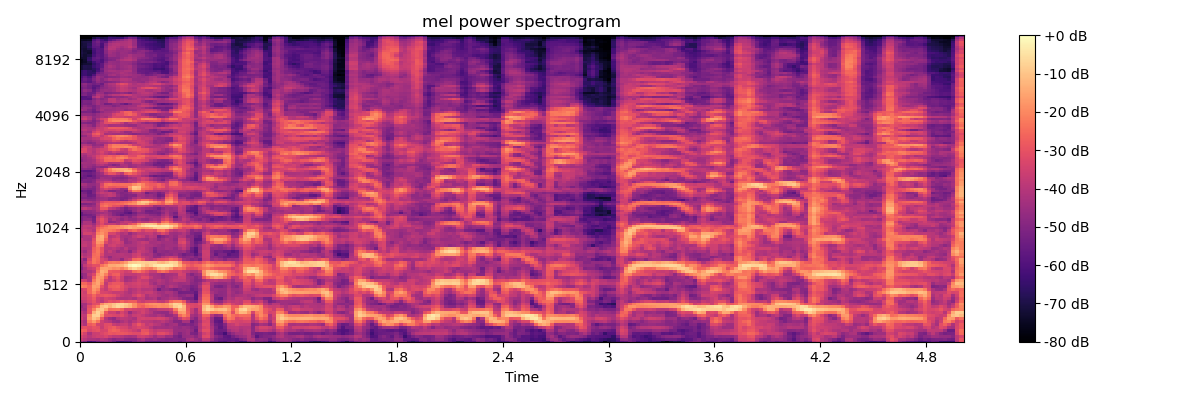 mel power spectrogram
8192
4096
2048
1024
512
0
Hz
0 0.6 1.2 1.8 2.4 3 3.6 4.2 4.8
Time
+0 dB
-10 dB
-20 dB
-30 dB
-40 dB
-50 dB
-60 dB
-70 dB
-80 dB